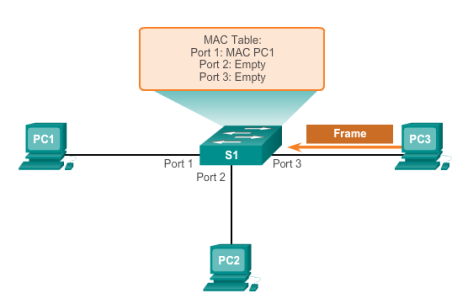 MAC Table:
Port 1: MAC PC1
Port 2: Empty
Port 3: Empty
PC1
Frame
PC3
S1
Port 1
Port 3
Port 2
PC2